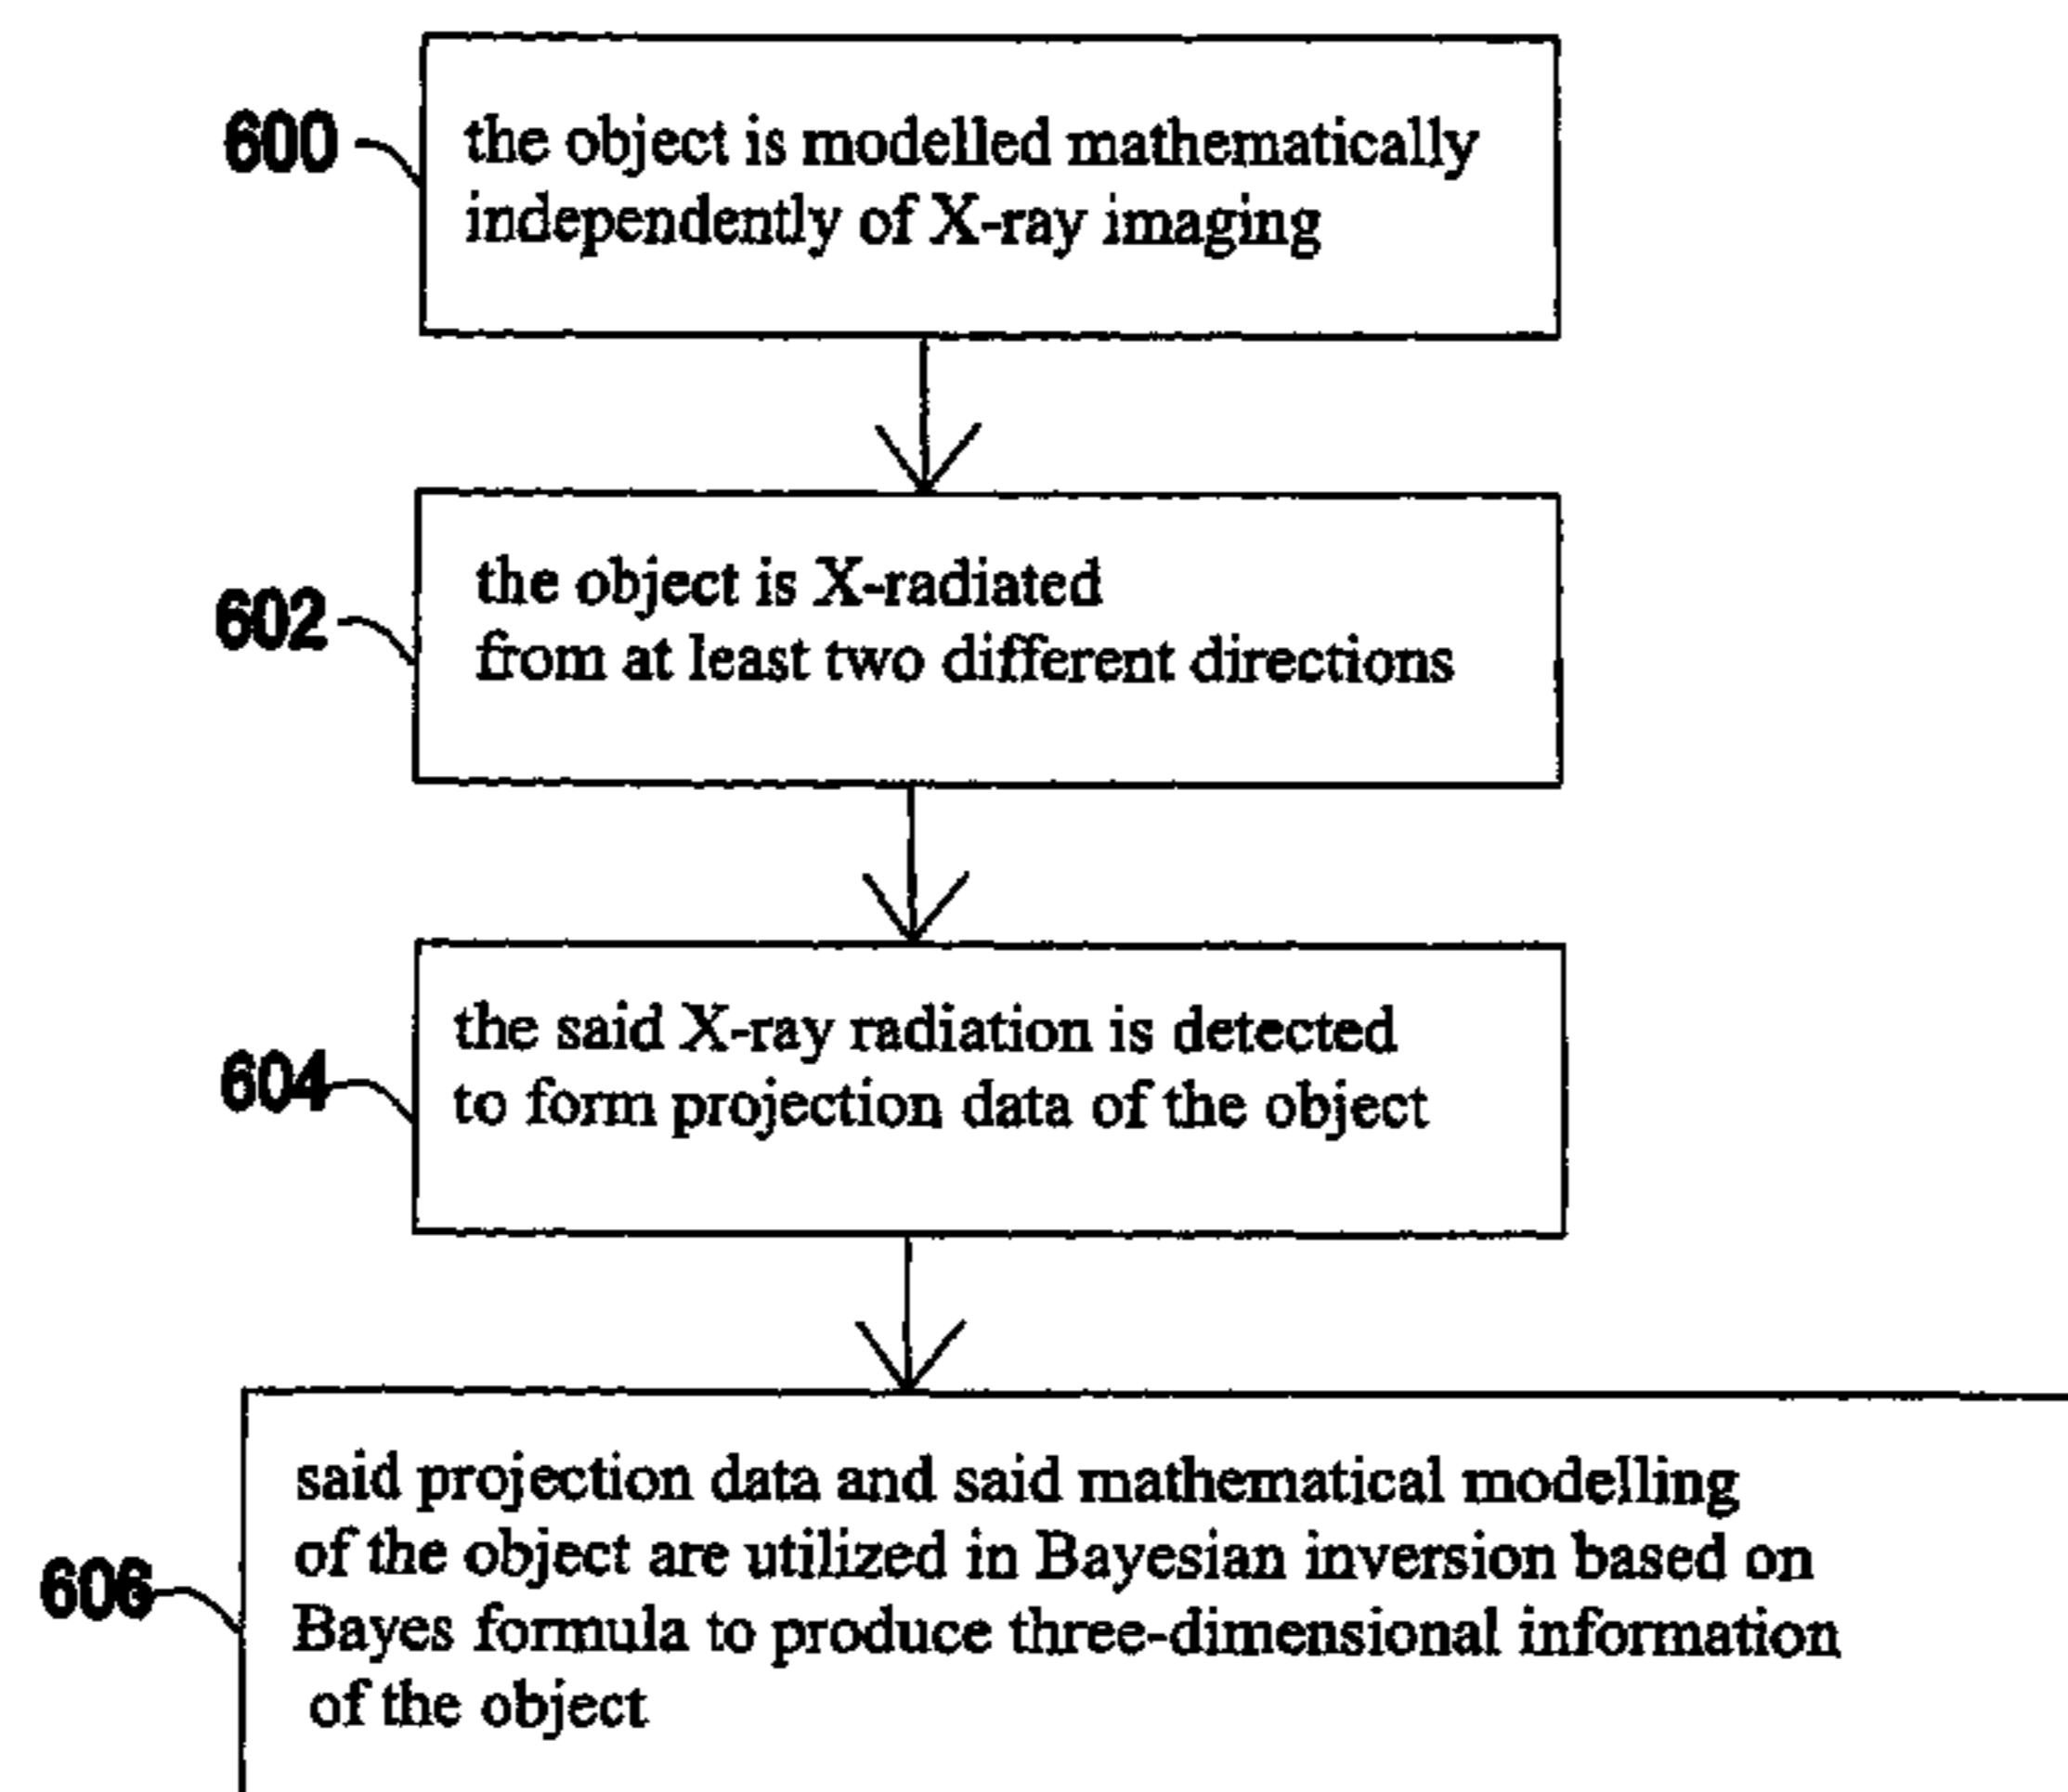 600
the object is modelled mathematically
independently of X-ray imaging
602
the object is X-radiated
from at least two different directions
604
the said X-ray radiation is detected
to form projection data of the object
606
said projection data and said mathematical modelling
of the object are utilized in Bayesian inversion based on
Bayes formula to produce three-dimensional information
of the object